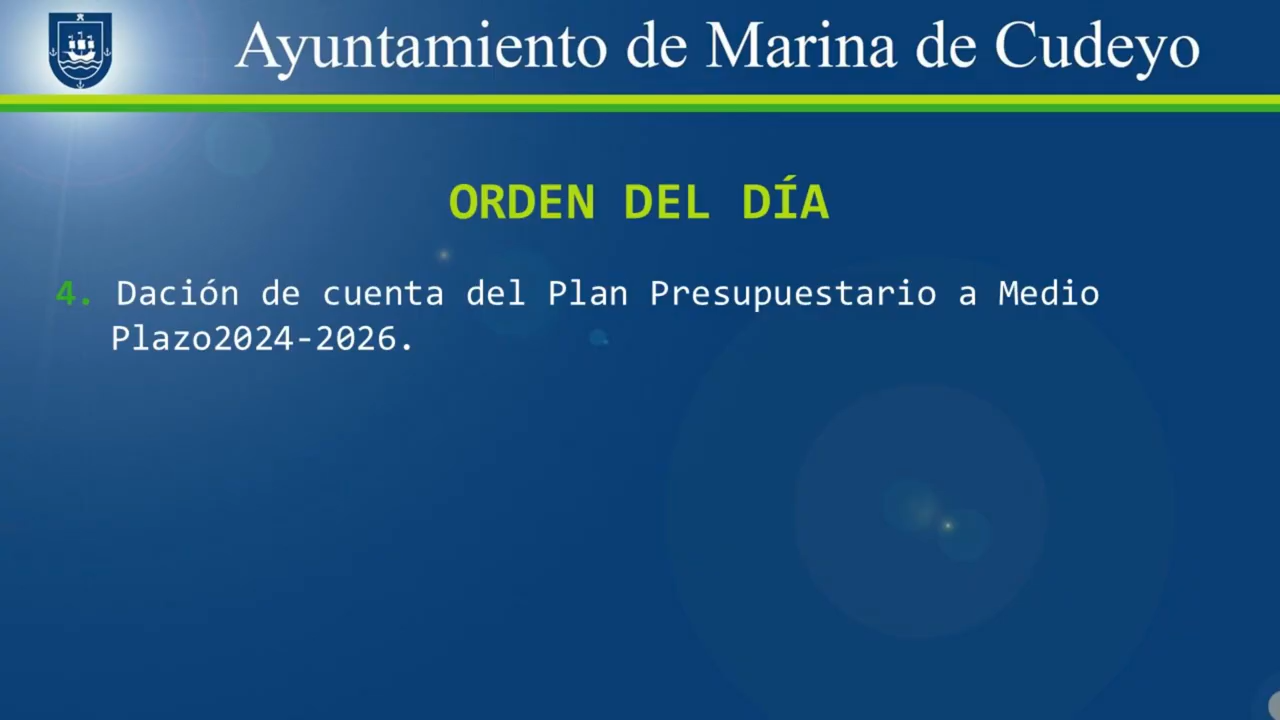 Ayuntamiento de Marina de Cudeyo
ORDEN DEL DÍA
4. Dación de cuenta del Plan Presupuestario a Medio
Plazo2024-2026.